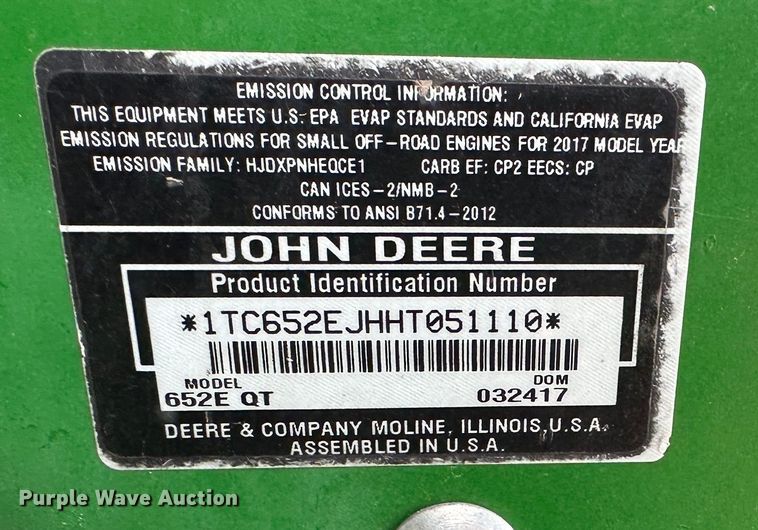 EMISSION CONTROL INFORMATION:
THIS EQUIPMENT MEETS U.S. EPA EVAP STANDARDS AND CALIFORNIA EVAP
EMISSION REGULATIONS FOR SMALL OFF-ROAD ENGINES FOR 2017 MODEL YEAR
EMISSION FAMILY: HJDXPNHEQCE1 CARB EF: CP2 EECS: CP
CAN ICES-2/NMB-2
CONFORMS TO ANSI B71.4-2012
JOHN DEERE
Product Identification Number
*1TC652EJHHT051110*
MODEL DOM
652E QT 032417
DEERE & COMPANY MOLINE, ILLINOIS, U.S.A.
ASSEMBLED IN U.S.A.
Purple Wave Auction